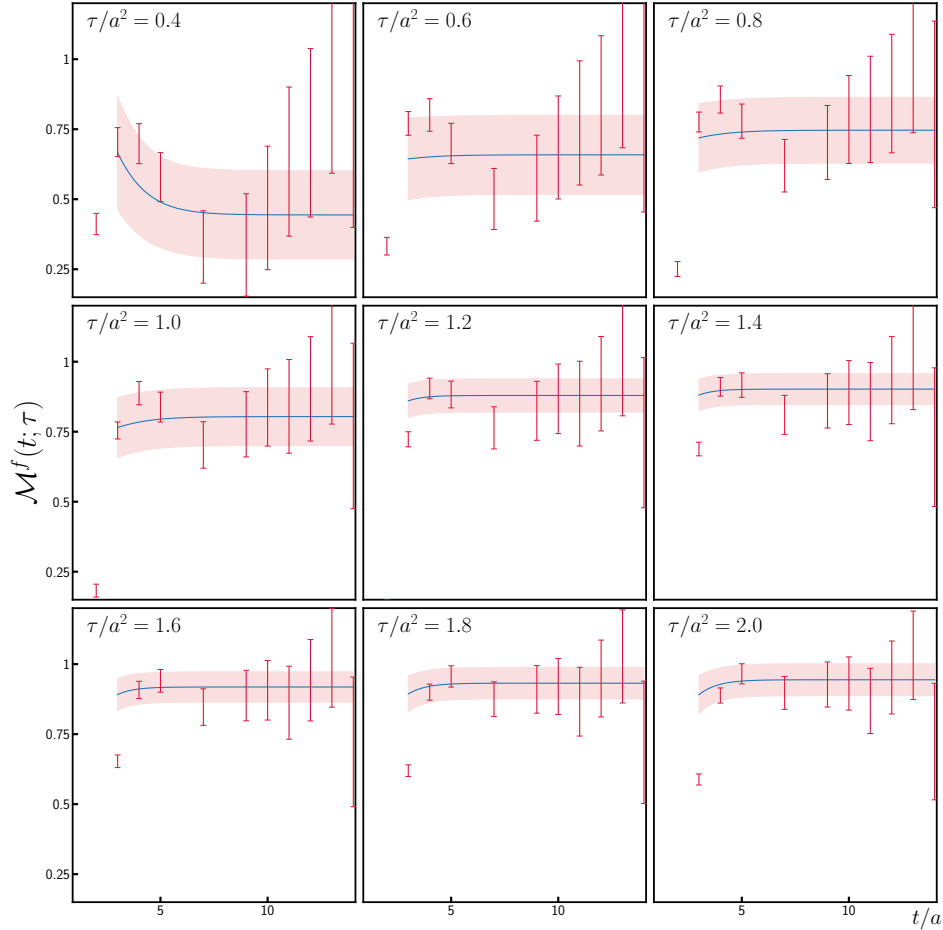 τ/a² = 0.4
τ/a² = 0.6
τ/a² = 0.8
1
0.75
0.5
0.25
τ/a² = 1.0
τ/a² = 1.2
τ/a² = 1.4
1
0.75
0.5
0.25
ℳᶠ(t; τ)
τ/a² = 1.6
τ/a² = 1.8
τ/a² = 2.0
1
0.75
0.5
0.25
5 10 5 10 5 10
t/a